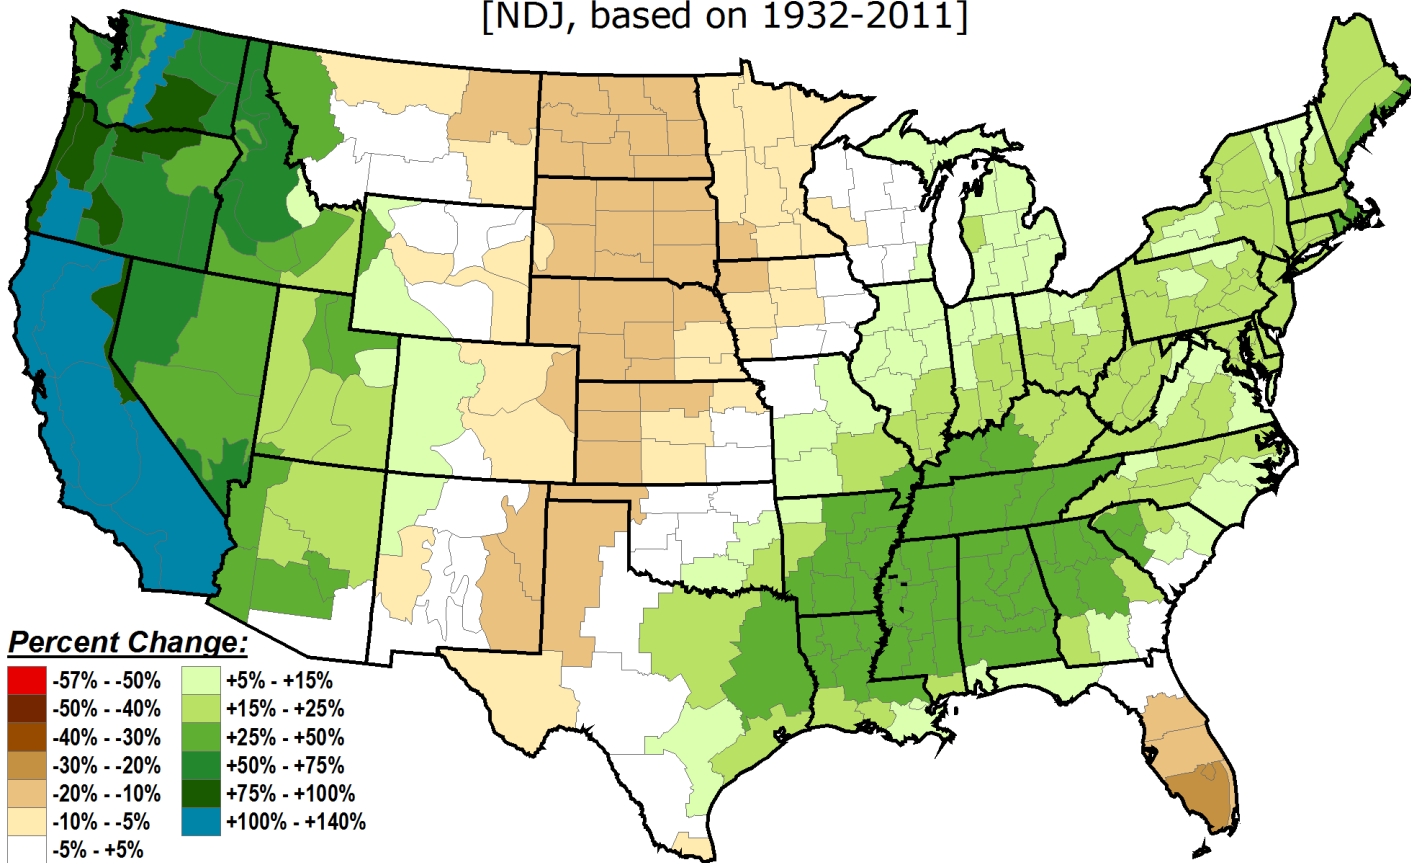 [NDJ, based on 1932-2011]
Percent Change:
-57% - -50%
-50% - -40%
-40% - -30%
-30% - -20%
-20% - -10%
-10% - -5%
-5% - +5%
+5% - +15%
+15% - +25%
+25% - +50%
+50% - +75%
+75% - +100%
+100% - +140%